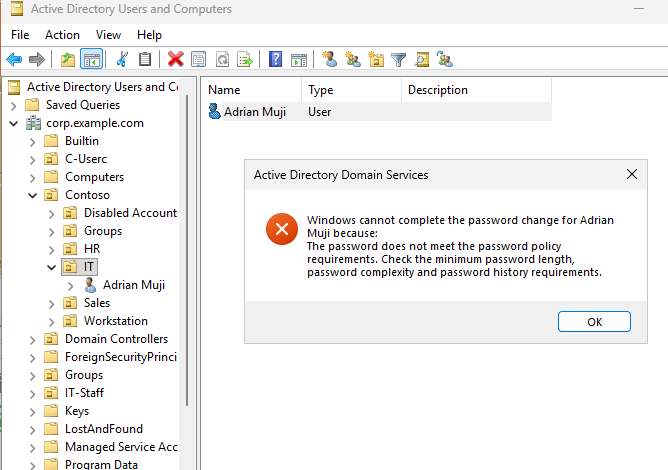 Active Directory Users and Computers
File Action View Help
Active Directory Users and Co
Saved Queries
corp.example.com
Builtin
C-Userc
Computers
Contoso
Disabled Account
Groups
HR
IT
Adrian Muji
Sales
Workstation
Domain Controllers
ForeignSecurityPrinci
Groups
IT-Staff
Keys
LostAndFound
Managed Service Acc
Program Data
Name Type Description
Adrian Muji User
Active Directory Domain Services
Windows cannot complete the password change for Adrian
Muji because:
The password does not meet the password policy
requirements. Check the minimum password length,
password complexity and password history requirements.
OK